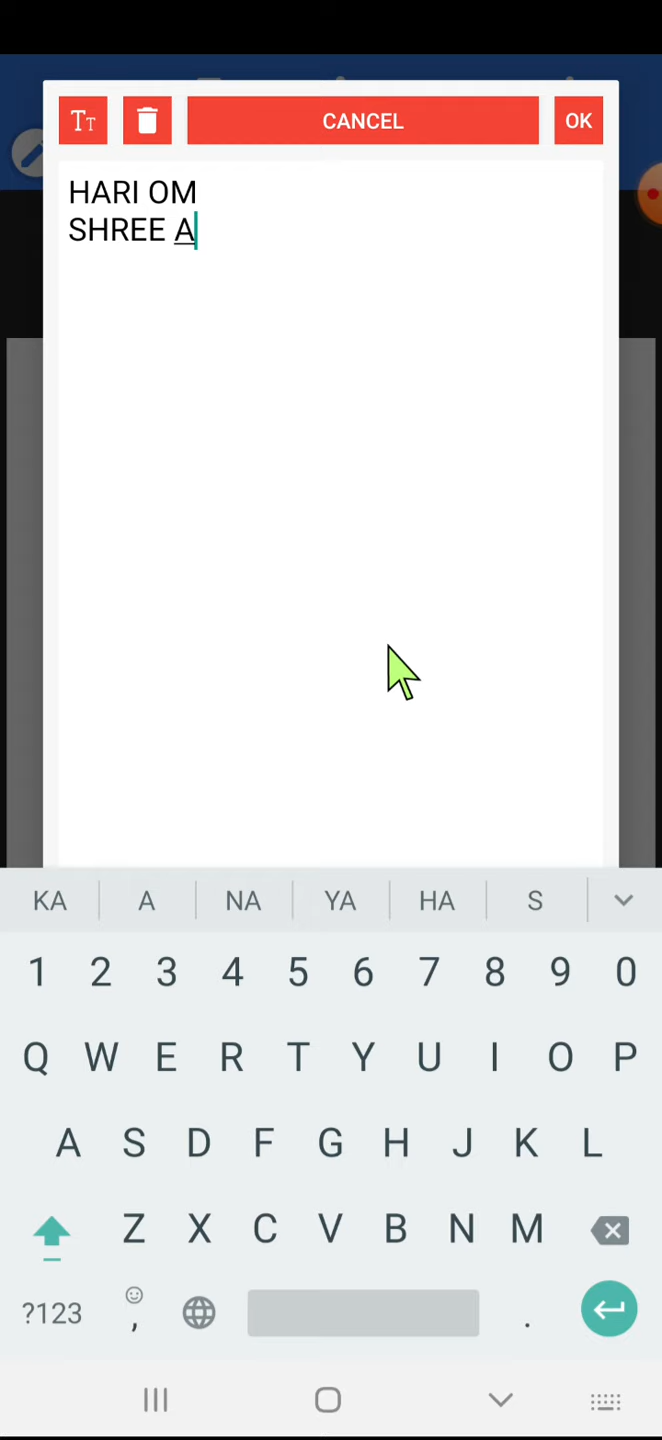 TT
CANCEL
OK
HARI OM
SHREE A
KA A NA YA HA S
1 2 3 4 5 6 7 8 9 0
Q W E R T Y U I O P
A S D F G H J K L
Z X C V B N M
?123 , .